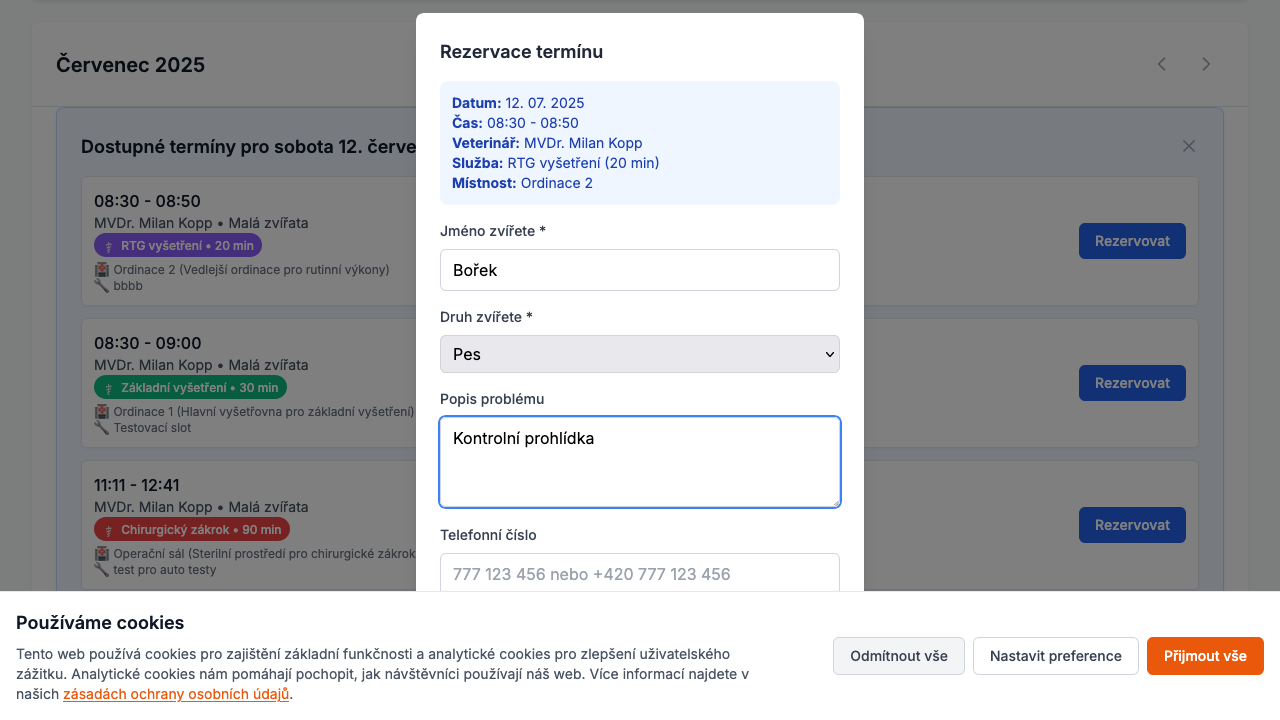 Červenec 2025
Dostupné termíny pro sobota 12. červe
08:30 - 08:50
MVDr. Milan Kopp • Malá zvířata
RTG vyšetření • 20 min
Ordinace 2 (Vedlejší ordinace pro rutinní výkony)
bbbb
Rezervovat
08:30 - 09:00
MVDr. Milan Kopp • Malá zvířata
Základní vyšetření • 30 min
Ordinace 1 (Hlavní vyšetřovna pro základní vyšetření)
Testovací slot
Rezervovat
11:11 - 12:41
MVDr. Milan Kopp • Malá zvířata
Chirurgický zákrok • 90 min
Operační sál (Sterilní prostředí pro chirurgické zákrok
test pro auto testy
Rezervovat
Rezervace termínu
Datum: 12. 07. 2025
Čas: 08:30 - 08:50
Veterinář: MVDr. Milan Kopp
Služba: RTG vyšetření (20 min)
Místnost: Ordinace 2
Jméno zvířete *
Bořek
Druh zvířete *
Pes
Popis problému
Kontrolní prohlídka
Telefonní číslo
777 123 456 nebo +420 777 123 456
Používáme cookies
Tento web používá cookies pro zajištění základní funkčnosti a analytické cookies pro zlepšení uživatelského
zážitku. Analytické cookies nám pomáhají pochopit, jak návštěvníci používají náš web. Více informací najdete v
našich zásadách ochrany osobních údajů.
Odmítnout vše
Nastavit preference
Přijmout vše